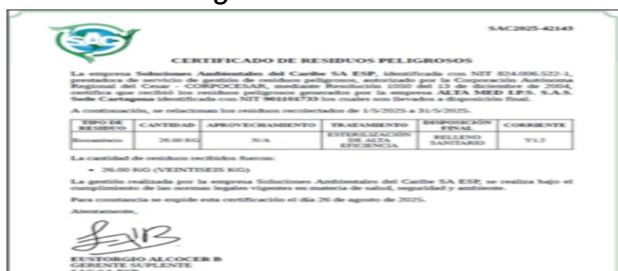 SAC2025-42143
SAC
CERTIFICADO DE RESIDUOS PELIGROSOS
La empresa Soluciones Ambientales del Caribe SA ESP, identificada con NIT 824.006.522-1,
prestadora de servicio de gestión de residuos peligrosos, autorizado por la Corporación Autónoma
Regional del Cesar - CORPOCESAR, mediante Resolución 1050 del 13 de diciembre de 2004,
certifica que recibió los residuos peligrosos generados por la empresa ALTA MED I.P.S. S.A.S.
Sede Cartagena identificada con NIT 901101733 los cuales son llevados a disposición final.
A continuación, se relacionan los residuos recolectados de 1/5/2025 a 31/5/2025.
TIPO DE RESIDUO CANTIDAD APROVECHAMIENTO TRATAMIENTO DISPOSICIÓN FINAL CORRIENTE
Biosanitario 26.00 KG N/A ESTERILIZACIÓN DE ALTA EFICIENCIA RELLENO SANITARIO Y1.2
La cantidad de residuos recibidos fueron:
• 26.00 KG (VEINTISEIS KG)
La gestión realizada por la empresa Soluciones Ambientales del Caribe SA ESP, se realiza bajo el
cumplimiento de las normas legales vigentes en materia de salud, seguridad y ambiente.
Para constancia se expide esta certificación el día 26 de agosto de 2025.
Atentamente,
EUSTORGIO ALCOCER B
GERENTE SUPLENTE
SAC SA ESP